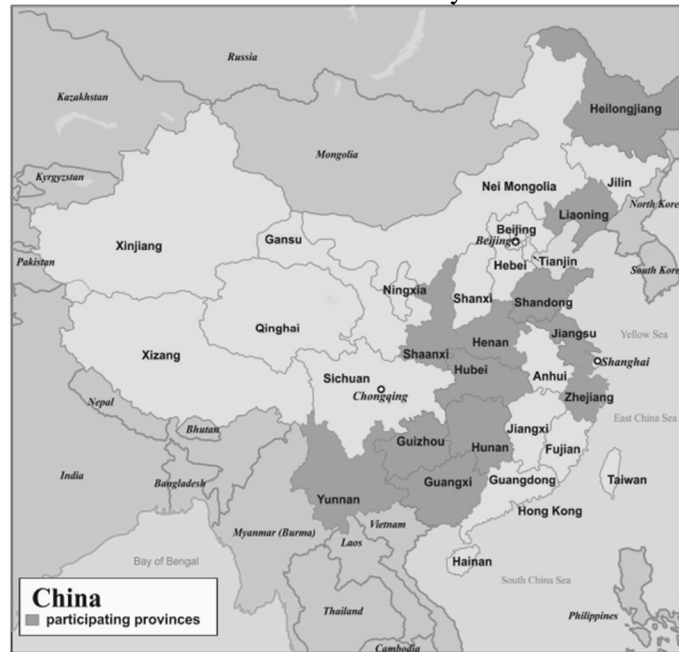 Russia
Kazakhstan
Heilongjiang
Mongolia
Kyrgyzstan
Jilin
Nei Mongolia
North Kore
Liaoning
Beijing
Beijing
Xinjiang
Gansu
Pakistan
Tianjin
Hebei
South Kore
Ningxia
Shanxi
Shandong
Qinghai
Jiangsu
Yellow Sea
Henan
Xizang
Shaanxi
Shanghai
Hubei
Sichuan
Anhui
Chongqing
Zhejiang
Nepal
East China Sea
Bhutan
Jiangxi
Guizhou
Hunan
Fujian
India
Bangladesh
Guangxi
Guangdong
Taiwan
Yunnan
Hong Kong
Vietnam
Myanmar (Burma)
Laos
Bay of Bengal
Hainan
South China Sea
China
participating provinces
Thailand
Philippines
Cambodia